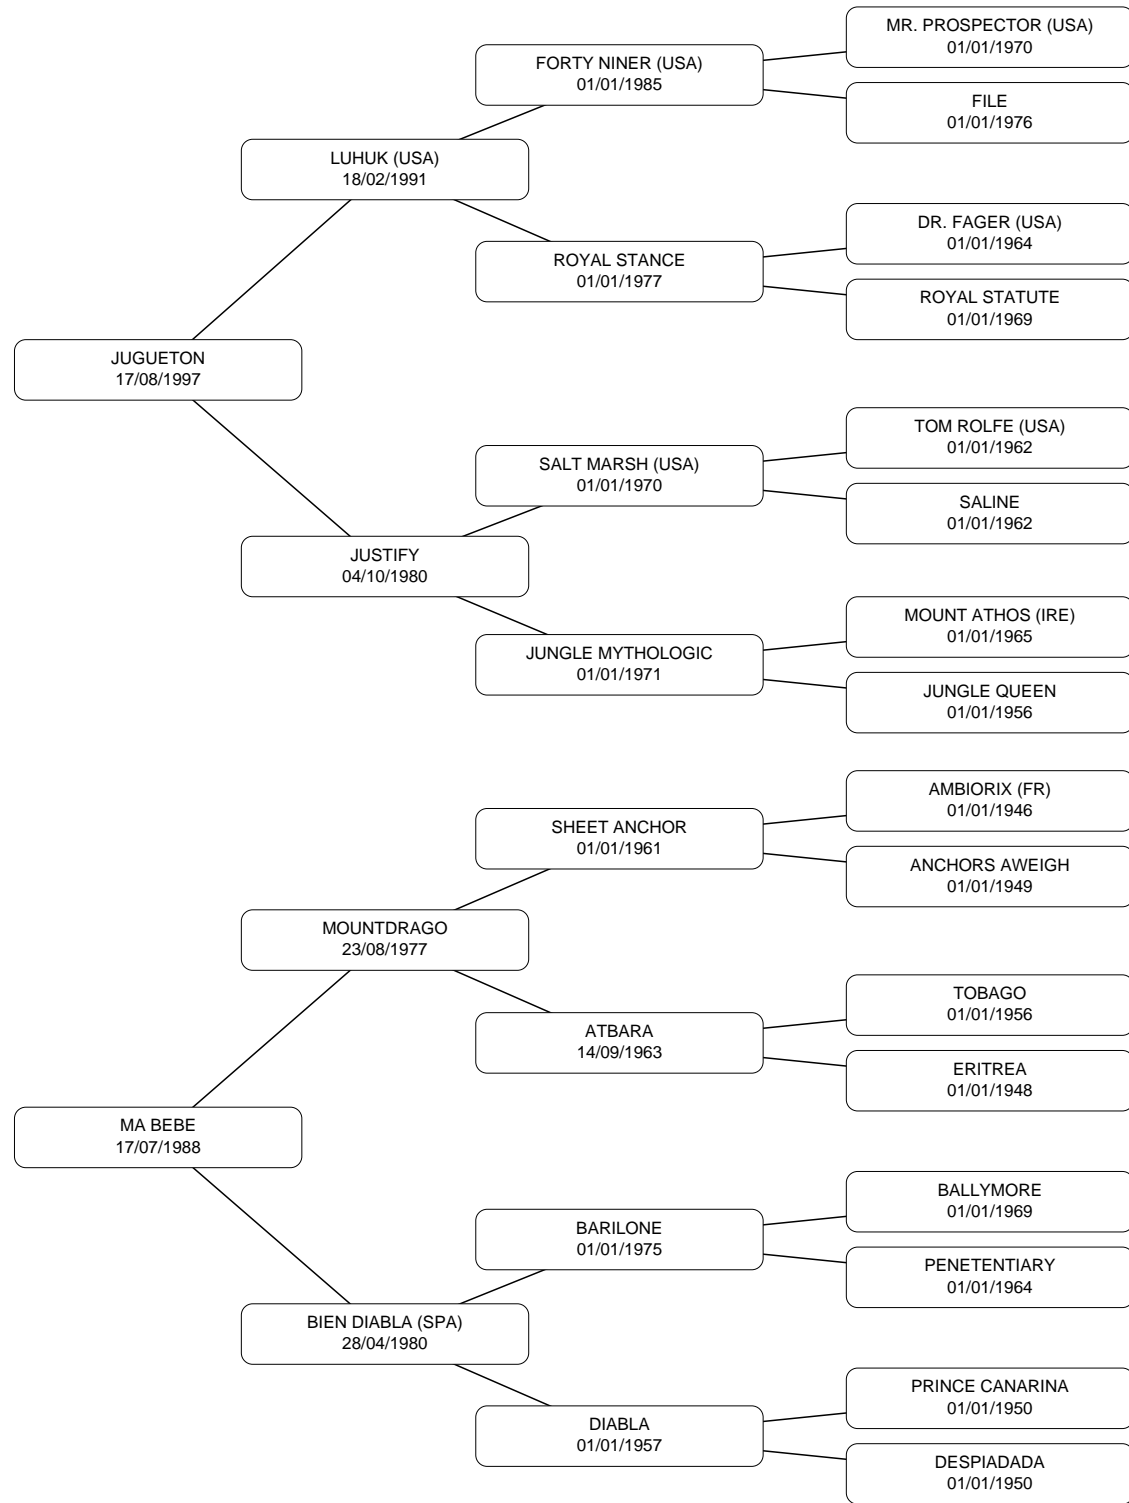 MR. PROSPECTOR (USA)
01/01/1970
FORTY NINER (USA)
01/01/1985
FILE
01/01/1976
LUHUK (USA)
18/02/1991
DR. FAGER (USA)
01/01/1964
ROYAL STANCE
01/01/1977
ROYAL STATUTE
01/01/1969
JUGUETON
17/08/1997
TOM ROLFE (USA)
01/01/1962
SALT MARSH (USA)
01/01/1970
SALINE
01/01/1962
JUSTIFY
04/10/1980
MOUNT ATHOS (IRE)
01/01/1965
JUNGLE MYTHOLOGIC
01/01/1971
JUNGLE QUEEN
01/01/1956
AMBIORIX (FR)
01/01/1946
SHEET ANCHOR
01/01/1961
ANCHORS AWEIGH
01/01/1949
MOUNTDRAGO
23/08/1977
TOBAGO
01/01/1956
ATBARA
14/09/1963
ERITREA
01/01/1948
MA BEBE
17/07/1988
BALLYMORE
01/01/1969
BARILONE
01/01/1975
PENETENTIARY
01/01/1964
BIEN DIABLA (SPA)
28/04/1980
PRINCE CANARINA
01/01/1950
DIABLA
01/01/1957
DESPIADADA
01/01/1950